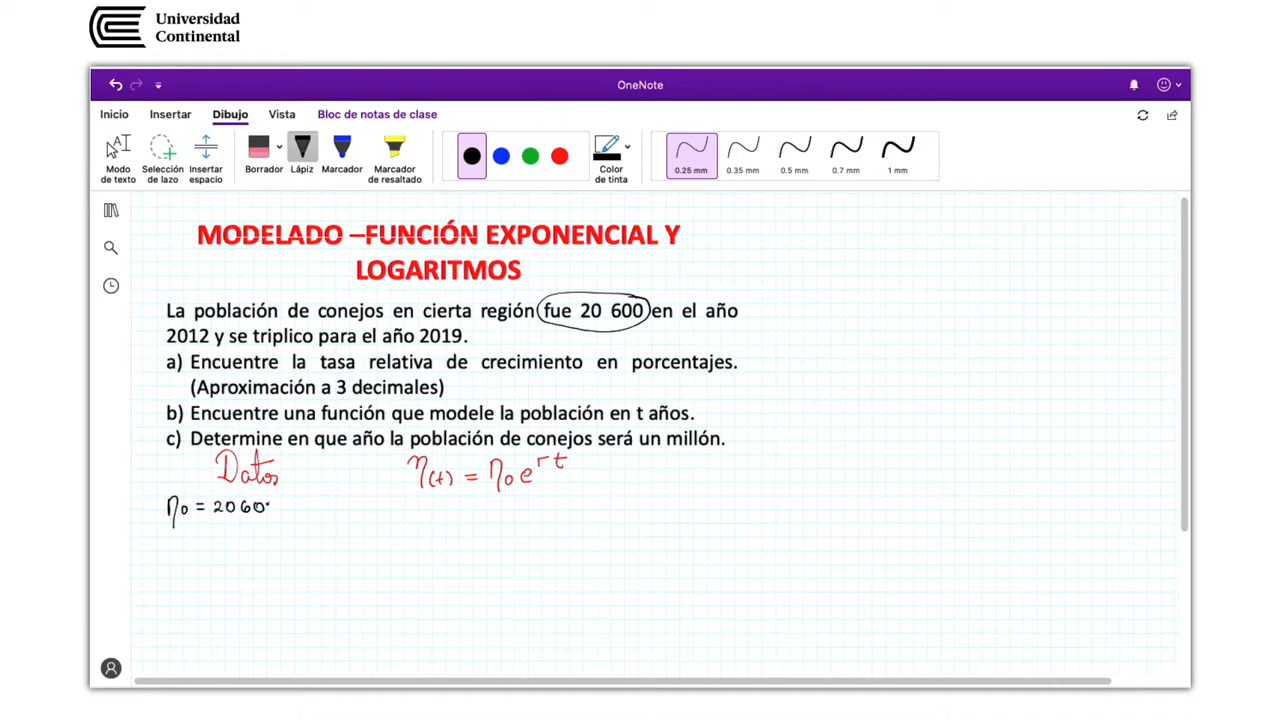 Universidad
Continental
OneNote
Inicio Insertar Dibujo Vista Bloc de notas de clase
Modo de texto Selección de lazo Insertar espacio Borrador Lápiz Marcador Marcador de resaltado Color de tinta 0.25 mm 0.35 mm 0.5 mm 0.7 mm 1 mm
MODELADO –FUNCIÓN EXPONENCIAL Y
LOGARITMOS
La población de conejos en cierta región fue 20 600 en el año
2012 y se triplico para el año 2019.
a) Encuentre la tasa relativa de crecimiento en porcentajes.
(Aproximación a 3 decimales)
b) Encuentre una función que modele la población en t años.
c) Determine en que año la población de conejos será un millón.
Datos η(t) = η0 e^rt
η0 = 2060